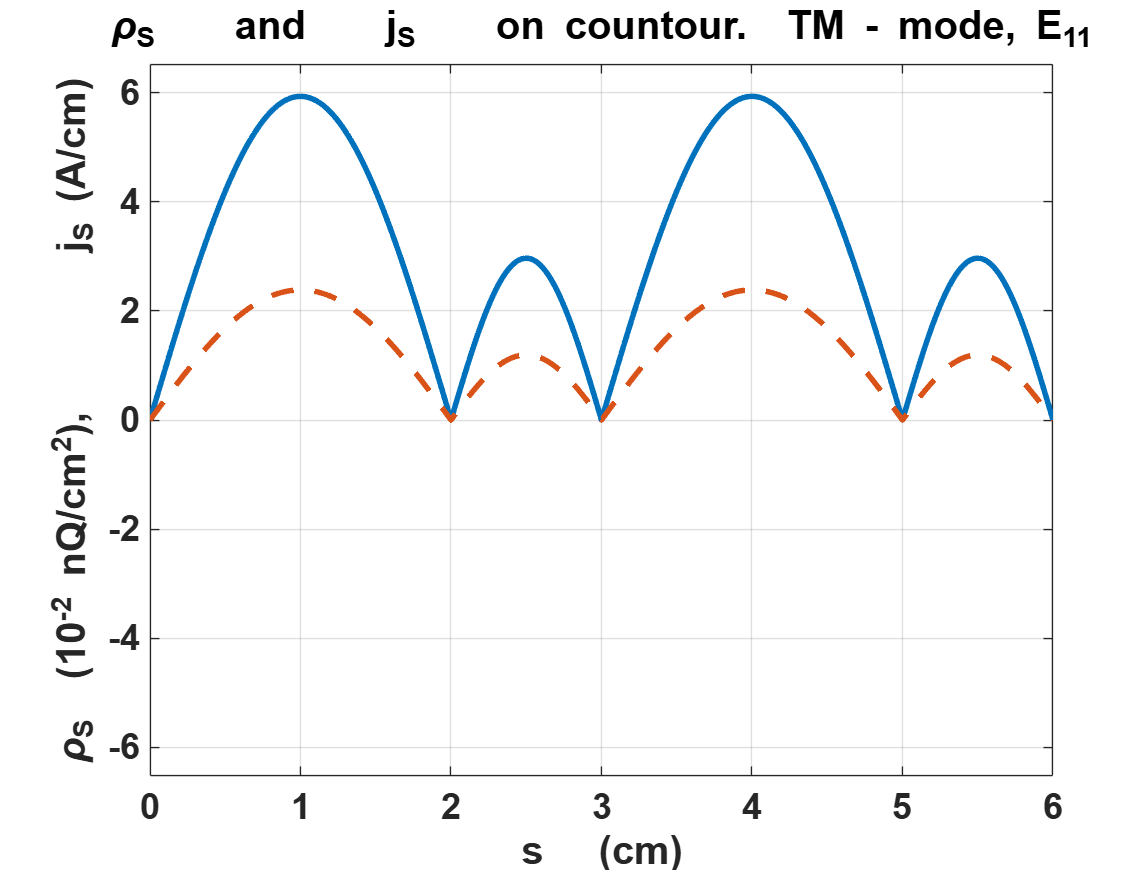 ρS and jS on countour. TM - mode, E11
ρS (10-2 nQ/cm2), jS (A/cm)
6
4
2
0
-2
-4
-6
0 1 2 3 4 5 6
s (cm)